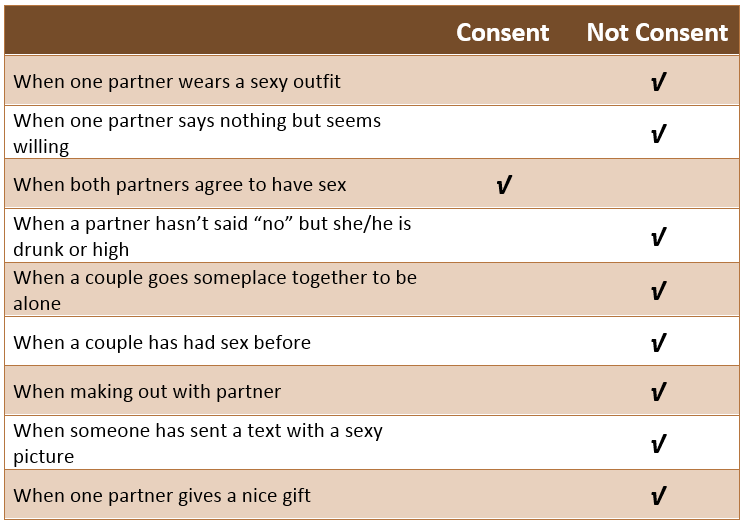 Consent Not Consent
When one partner wears a sexy outfit √
When one partner says nothing but seems
willing √
When both partners agree to have sex √
When a partner hasn’t said “no” but she/he is
drunk or high √
When a couple goes someplace together to be
alone √
When a couple has had sex before √
When making out with partner √
When someone has sent a text with a sexy
picture √
When one partner gives a nice gift √